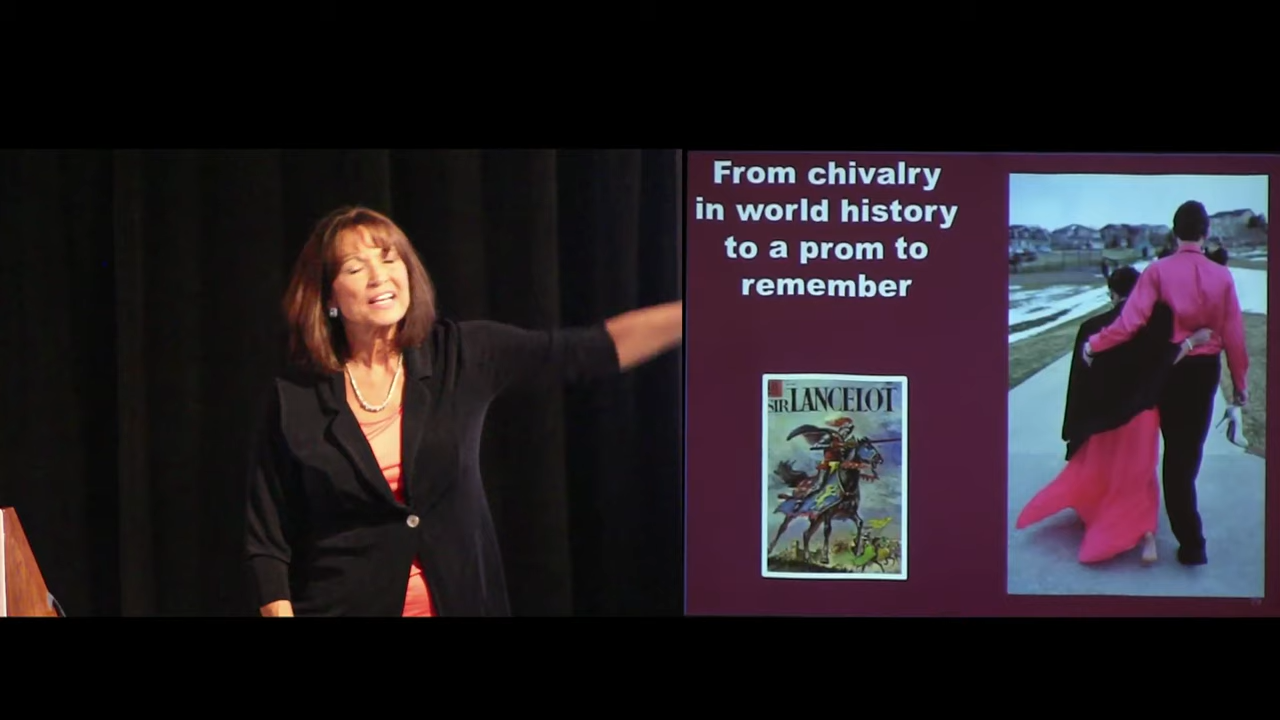 From chivalry
in world history
to a prom to
remember
SIR LANCELOT